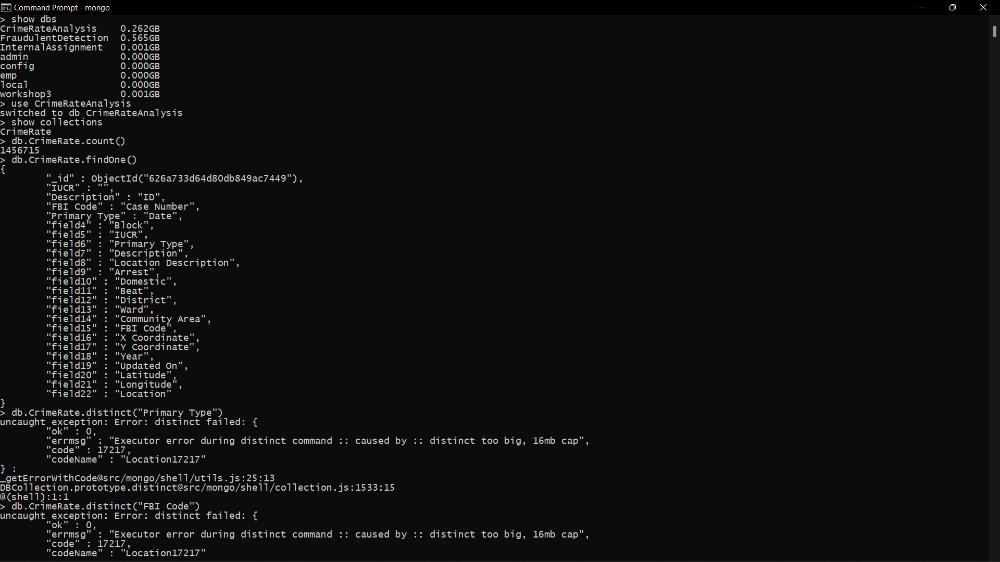 Command Prompt - mongo
> show dbs
CrimeRateAnalysis    0.262GB
FraudulentDetection  0.565GB
InternalAssignment   0.001GB
admin                0.000GB
config               0.000GB
emp                  0.000GB
local                0.000GB
workshop3            0.001GB
> use CrimeRateAnalysis
switched to db CrimeRateAnalysis
> show collections
CrimeRate
> db.CrimeRate.count()
1456715
> db.CrimeRate.findOne()
{
        "_id" : ObjectId("626a733d64d80db849ac7449"),
        "IUCR" : "",
        "Description" : "ID",
        "FBI Code" : "Case Number",
        "Primary Type" : "Date",
        "field4" : "Block",
        "field5" : "IUCR",
        "field6" : "Primary Type",
        "field7" : "Description",
        "field8" : "Location Description",
        "field9" : "Arrest",
        "field10" : "Domestic",
        "field11" : "Beat",
        "field12" : "District",
        "field13" : "Ward",
        "field14" : "Community Area",
        "field15" : "FBI Code",
        "field16" : "X Coordinate",
        "field17" : "Y Coordinate",
        "field18" : "Year",
        "field19" : "Updated On",
        "field20" : "Latitude",
        "field21" : "Longitude",
        "field22" : "Location"
}
> db.CrimeRate.distinct("Primary Type")
uncaught exception: Error: distinct failed: {
        "ok" : 0,
        "errmsg" : "Executor error during distinct command :: caused by :: distinct too big, 16mb cap",
        "code" : 17217,
        "codeName" : "Location17217"
} :
_getErrorWithCode@src/mongo/shell/utils.js:25:13
DBCollection.prototype.distinct@src/mongo/shell/collection.js:1533:15
@(shell):1:1
> db.CrimeRate.distinct("FBI Code")
uncaught exception: Error: distinct failed: {
        "ok" : 0,
        "errmsg" : "Executor error during distinct command :: caused by :: distinct too big, 16mb cap",
        "code" : 17217,
        "codeName" : "Location17217"